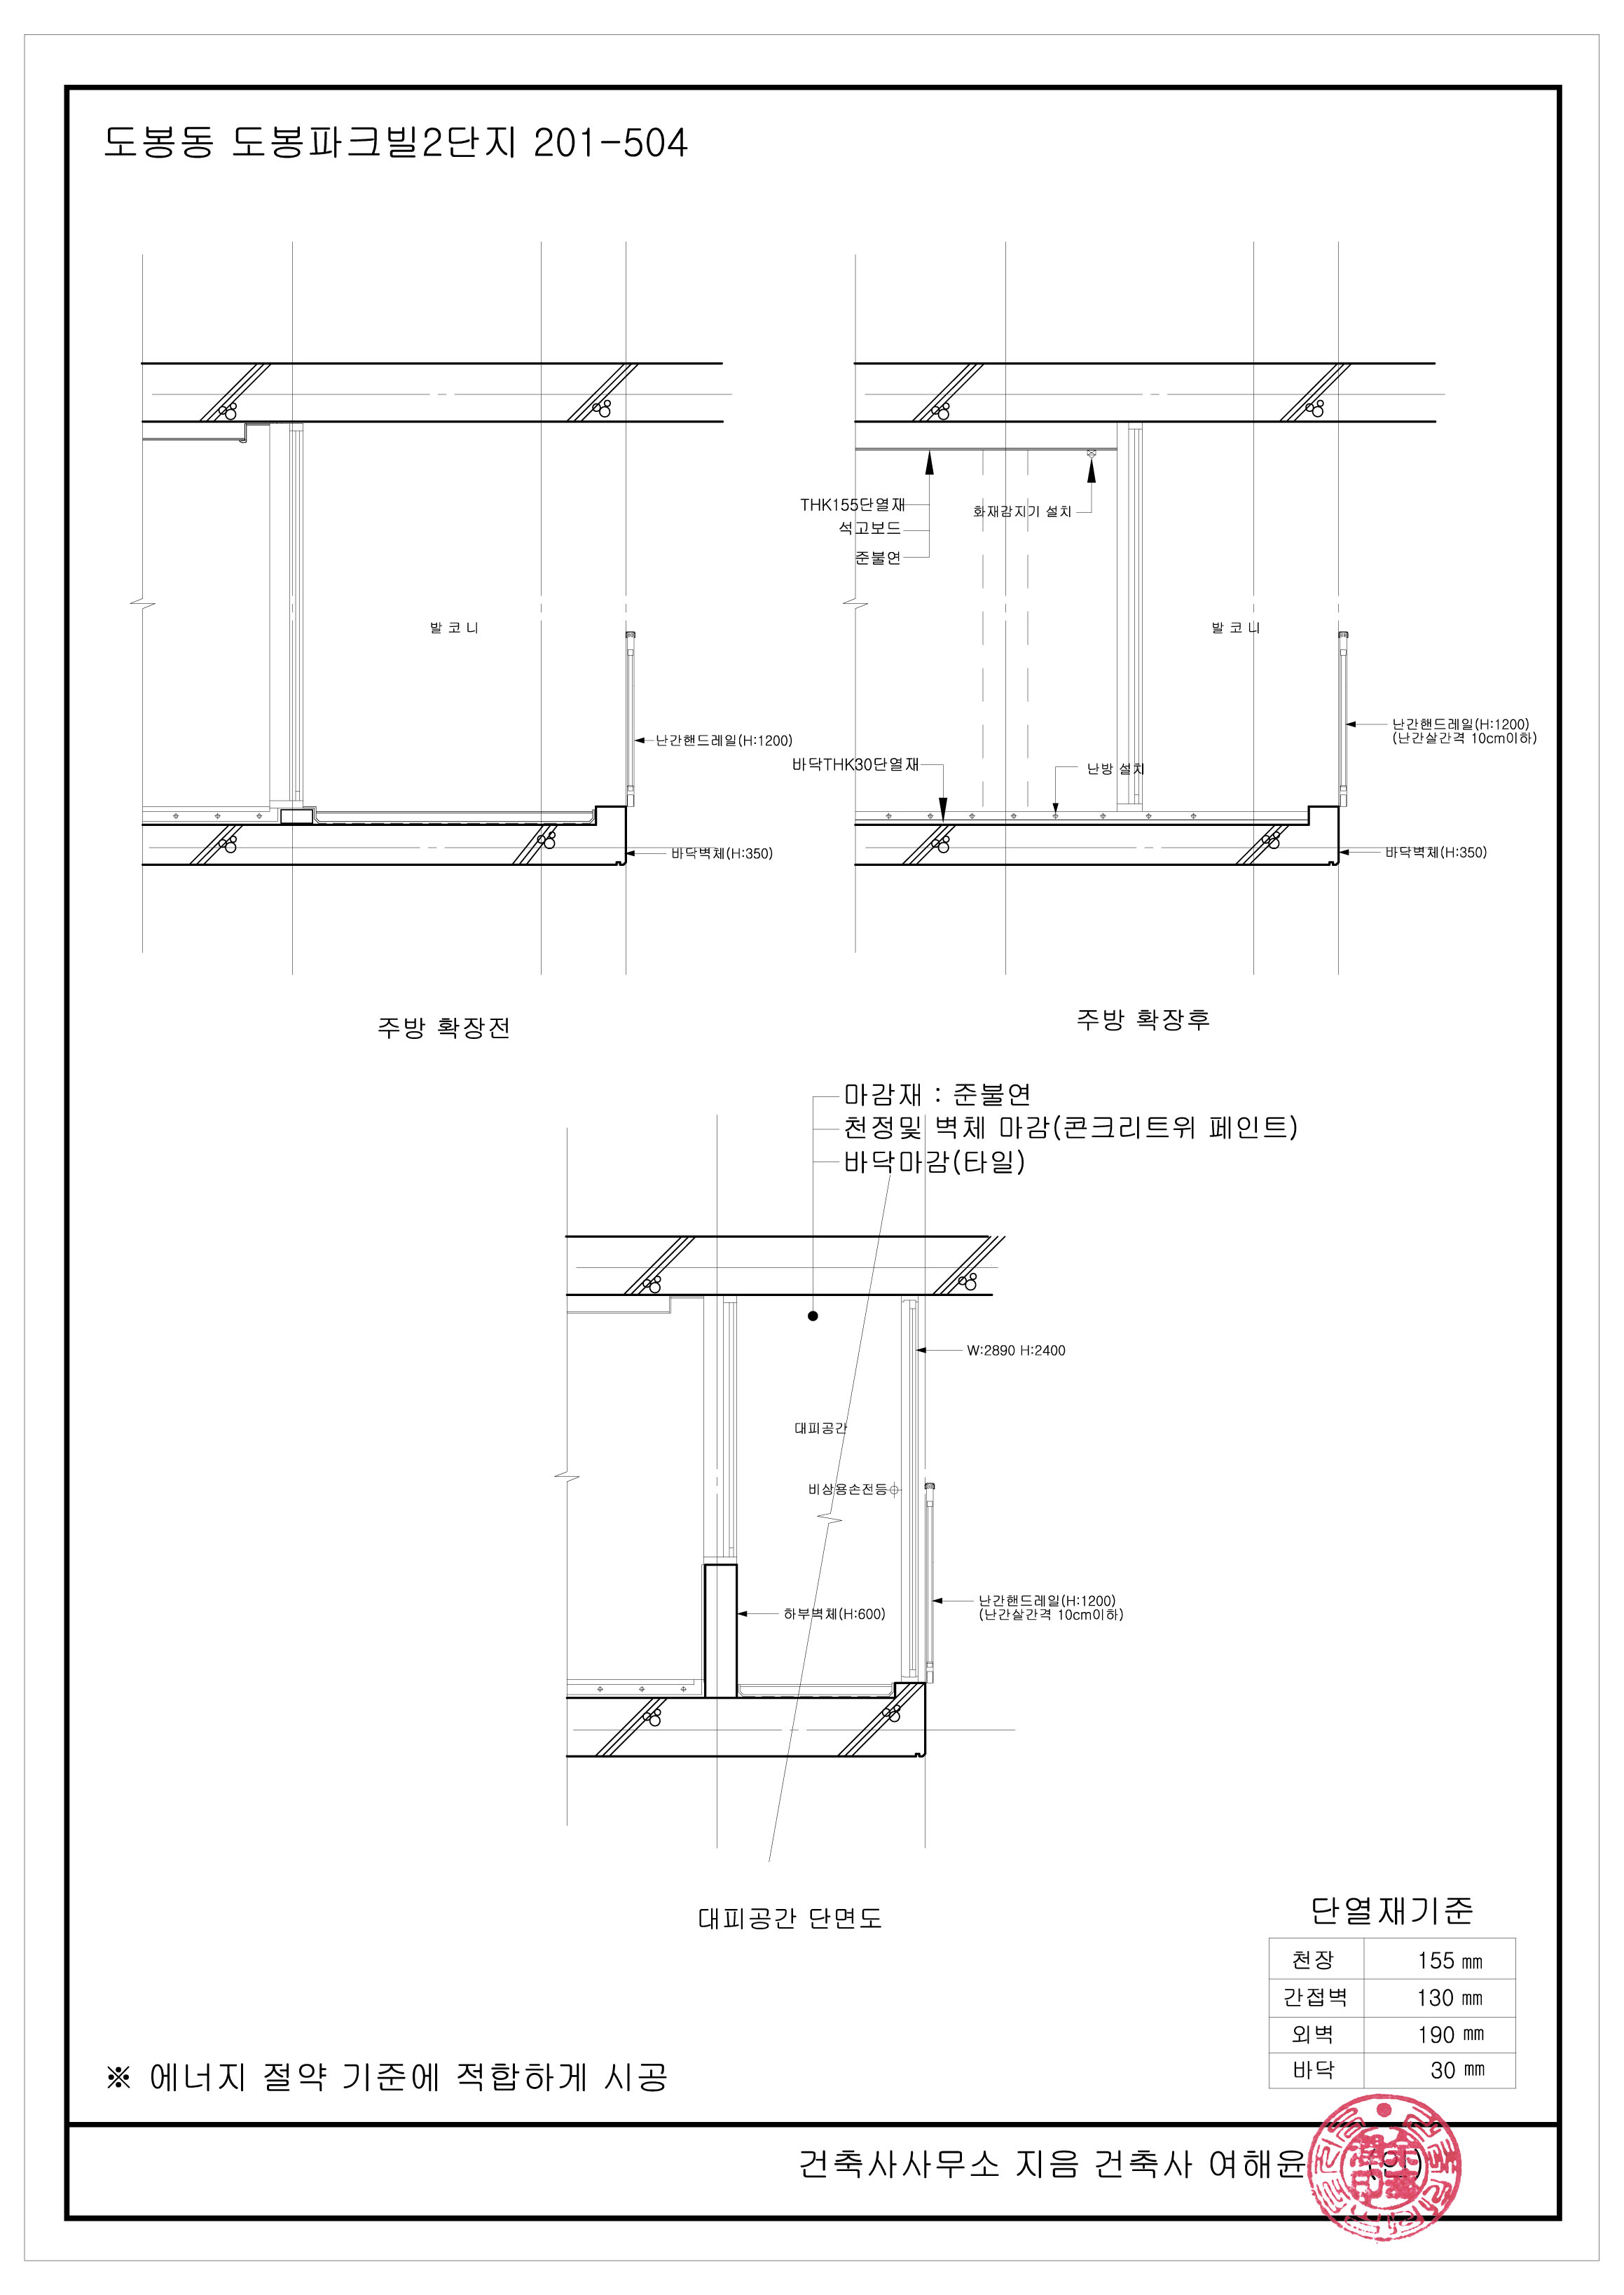 도봉동 도봉파크빌2단지 201-504
발 코 니
난간핸드레일(H:1200)
바닥벽체(H:350)
주방 확장전
THK155단열재
석고보드
준불연
화재감지기 설치
발 코 니
난간핸드레일(H:1200)
(난간살간격 10cm이하)
바닥THK30단열재
난방 설치
바닥벽체(H:350)
주방 확장후
마감재 : 준불연
천정및 벽체 마감(콘크리트위 페인트)
바닥마감(타일)
W:2890 H:2400
대피공간
비상용손전등
하부벽체(H:600)
난간핸드레일(H:1200)
(난간살간격 10cm이하)
대피공간 단면도
단열재기준
천장 155 ㎜
간접벽 130 ㎜
외벽 190 ㎜
바닥 30 ㎜
※ 에너지 절약 기준에 적합하게 시공
건축사사무소 지음 건축사 여해윤 (인)